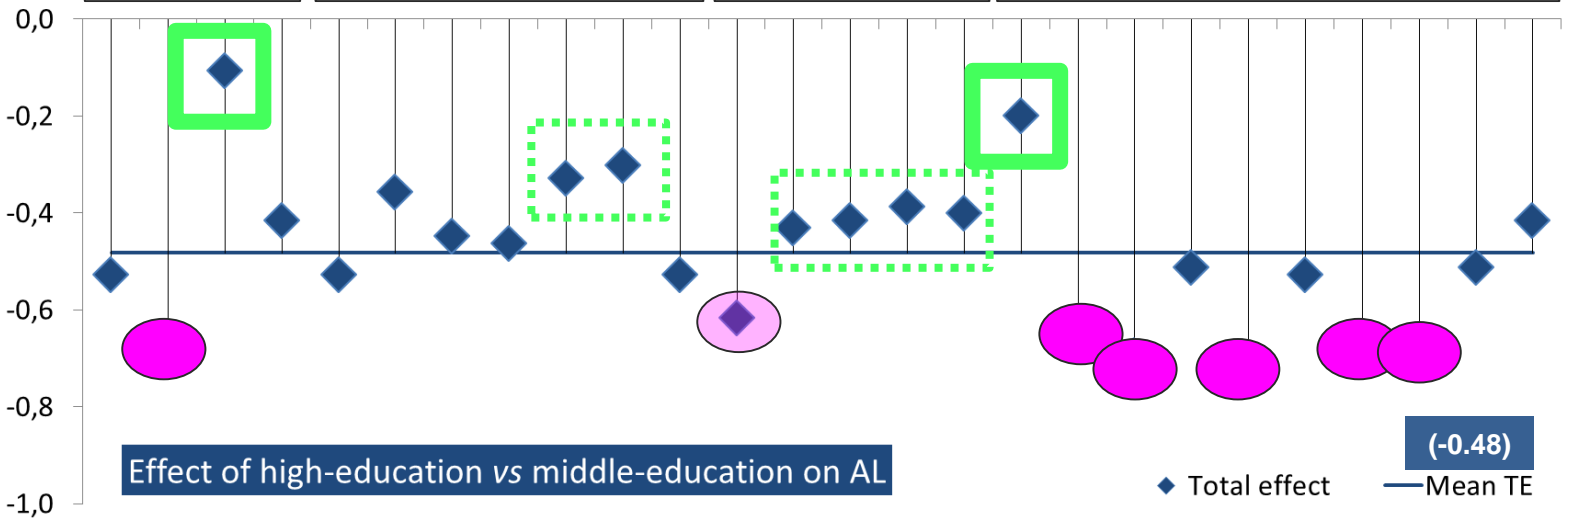 0,0
-0,2
-0,4
-0,6
-0,8
-1,0
Effect of high-education vs middle-education on AL
(-0.48)
Total effect
Mean TE